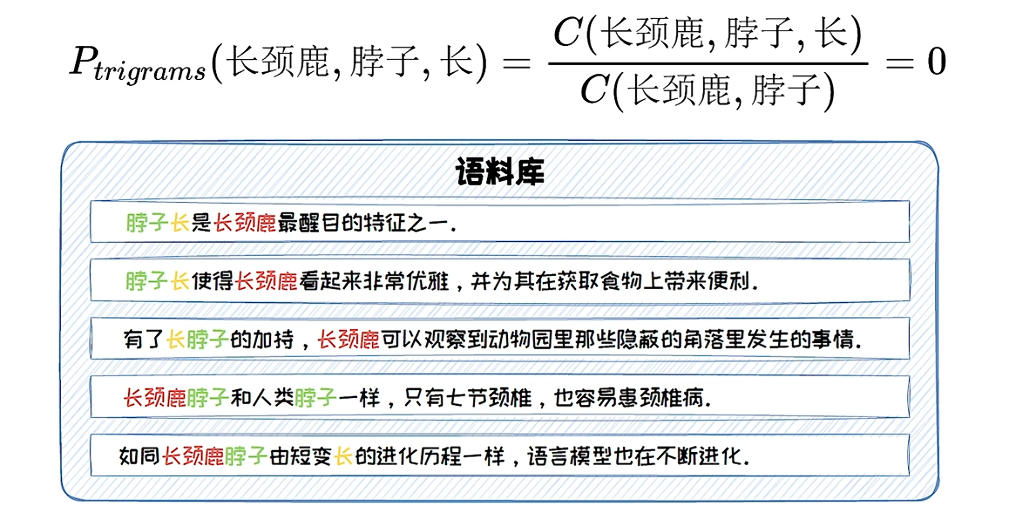 P_{trigrams}(长颈鹿, 脖子, 长) = \frac{C(长颈鹿, 脖子, 长)}{C(长颈鹿, 脖子)} = 0
语料库
脖子长是长颈鹿最醒目的特征之一.
脖子长使得长颈鹿看起来非常优雅，并为其在获取食物上带来便利.
有了长脖子的加持，长颈鹿可以观察到动物园里那些隐蔽的角落里发生的事情.
长颈鹿脖子和人类脖子一样，只有七节颈椎，也容易患颈椎病.
如同长颈鹿脖子由短变长的进化历程一样，语言模型也在不断进化.